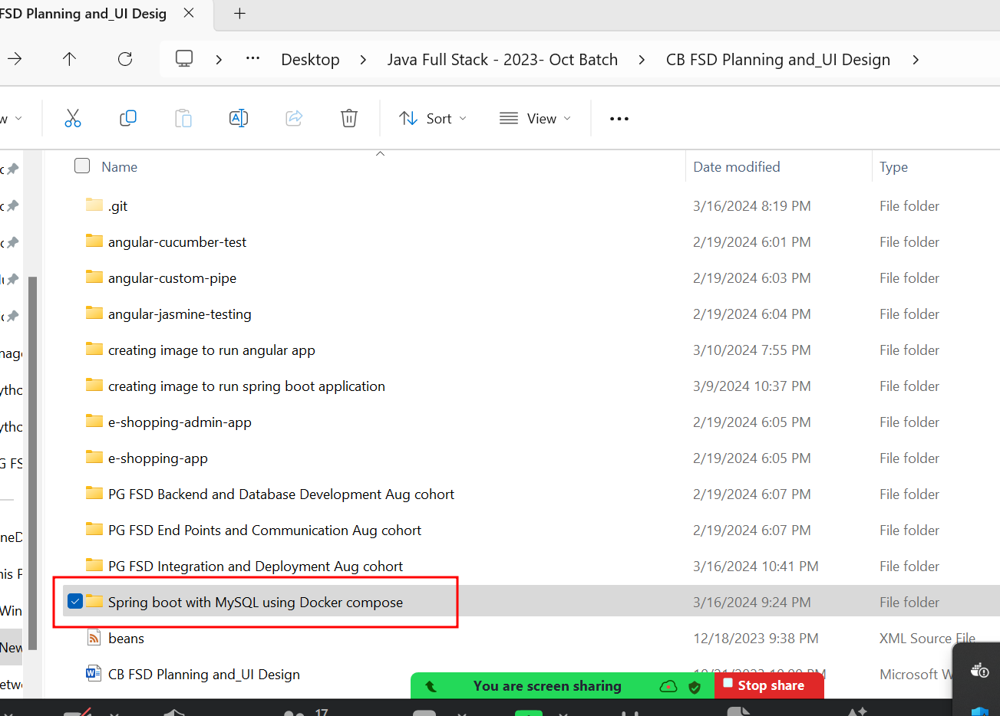 FSD Planning and_UI Desig
Desktop > Java Full Stack - 2023- Oct Batch > CB FSD Planning and_UI Design >
Sort View
Name Date modified Type
.git 3/16/2024 8:19 PM File folder
angular-cucumber-test 2/19/2024 6:01 PM File folder
angular-custom-pipe 2/19/2024 6:03 PM File folder
angular-jasmine-testing 2/19/2024 6:04 PM File folder
creating image to run angular app 3/10/2024 7:55 PM File folder
creating image to run spring boot application 3/9/2024 10:37 PM File folder
e-shopping-admin-app 2/19/2024 6:05 PM File folder
e-shopping-app 2/19/2024 6:05 PM File folder
PG FSD Backend and Database Development Aug cohort 2/19/2024 6:07 PM File folder
PG FSD End Points and Communication Aug cohort 2/19/2024 6:07 PM File folder
PG FSD Integration and Deployment Aug cohort 3/16/2024 10:41 PM File folder
Spring boot with MySQL using Docker compose 3/16/2024 9:24 PM File folder
beans 12/18/2023 9:38 PM XML Source File
CB FSD Planning and_UI Design Microsoft W
You are screen sharing Stop share
17